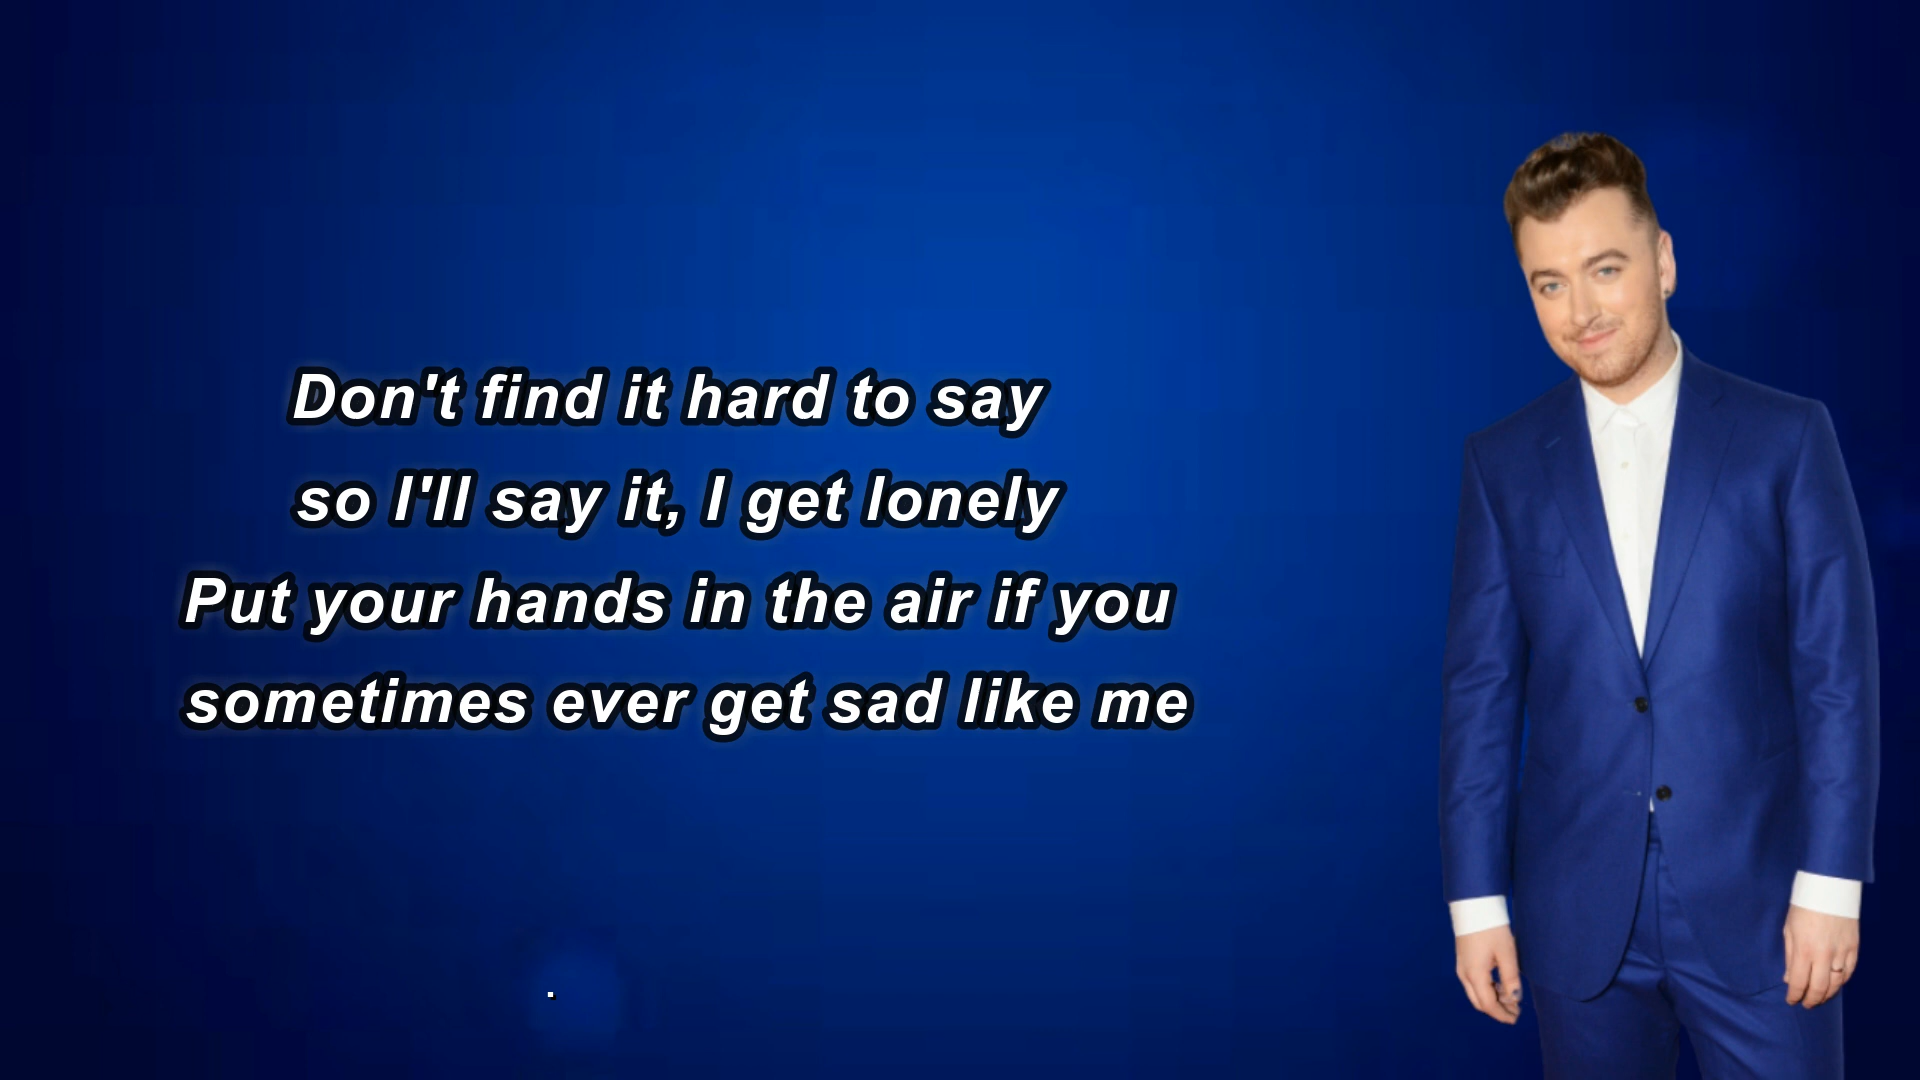 Don't find it hard to say
so I'll say it, I get lonely
Put your hands in the air if you
sometimes ever get sad like me
.